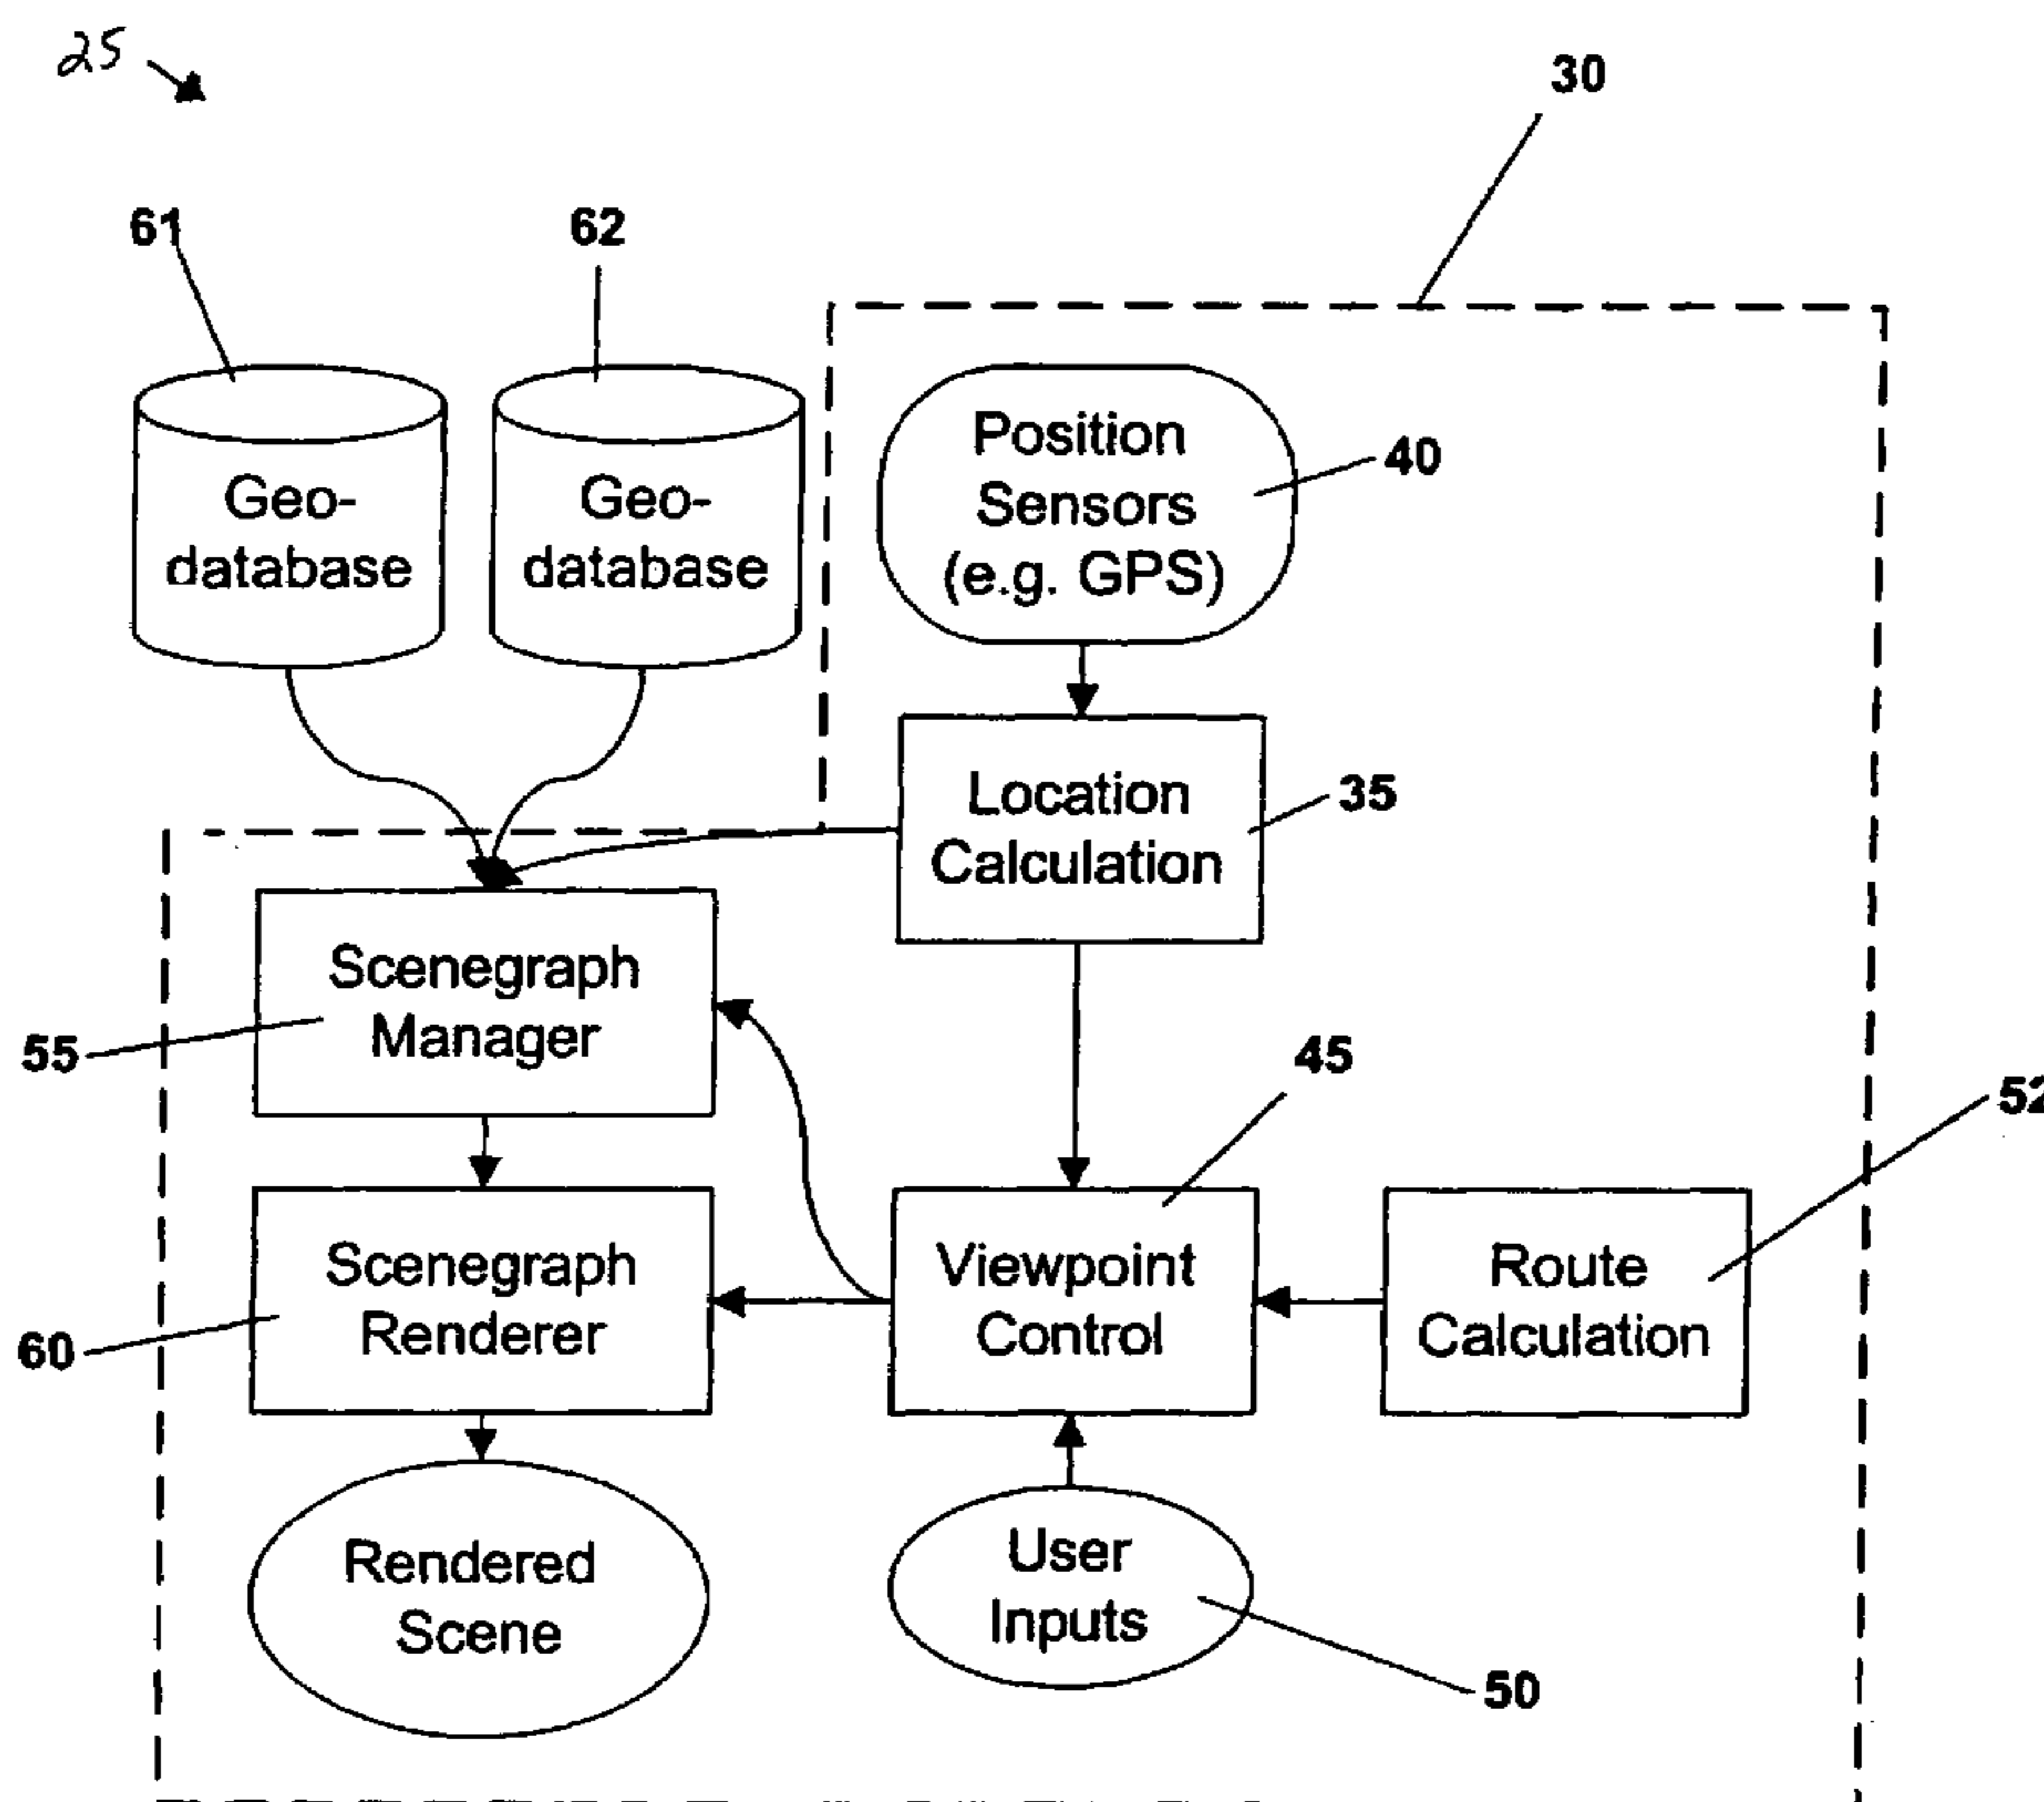 25
30
61
62
Geo-
database
Geo-
database
Position
Sensors
(e.g. GPS)
40
Location
Calculation
35
Scenegraph
Manager
55
45
52
Scenegraph
Renderer
60
Viewpoint
Control
Route
Calculation
Rendered
Scene
User
Inputs
50